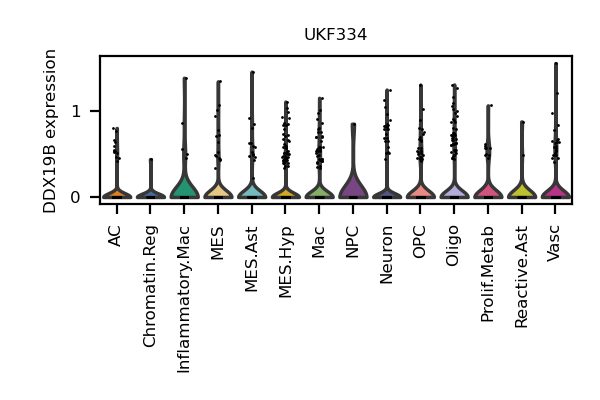 UKF334
DDX19B expression
1
0
AC
Chromatin.Reg
Inflammatory.Mac
MES
MES.Ast
MES.Hyp
Mac
NPC
Neuron
OPC
Oligo
Prolif.Metab
Reactive.Ast
Vasc